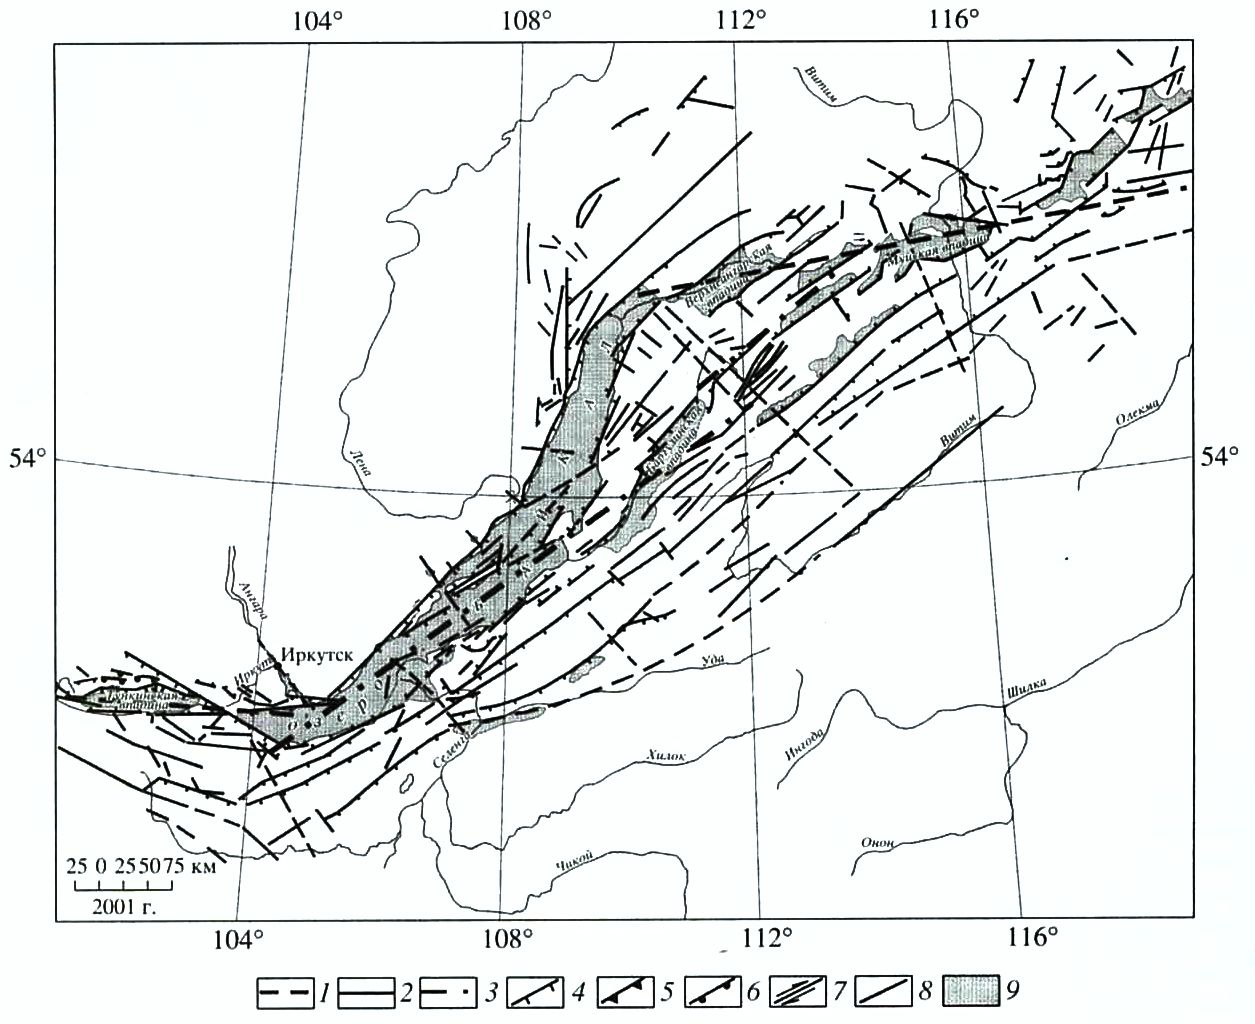 104° 108° 112° 116°
Витим
Верхнеангарская
впадина
Муйская впадина
Олекма
54° 54°
Лена
Баргузинская
впадина
Витим
Ангара
Иркутск
Иркут
Тункинская
впадина
озеро
Байкал
Уда
Селенга
Хилок
Ингода
Шилка
Чикой
Онон
25 0 25 50 75 км
2001 г.
104° 108° 112° 116°
1 2 3 4 5 6 7 8 9